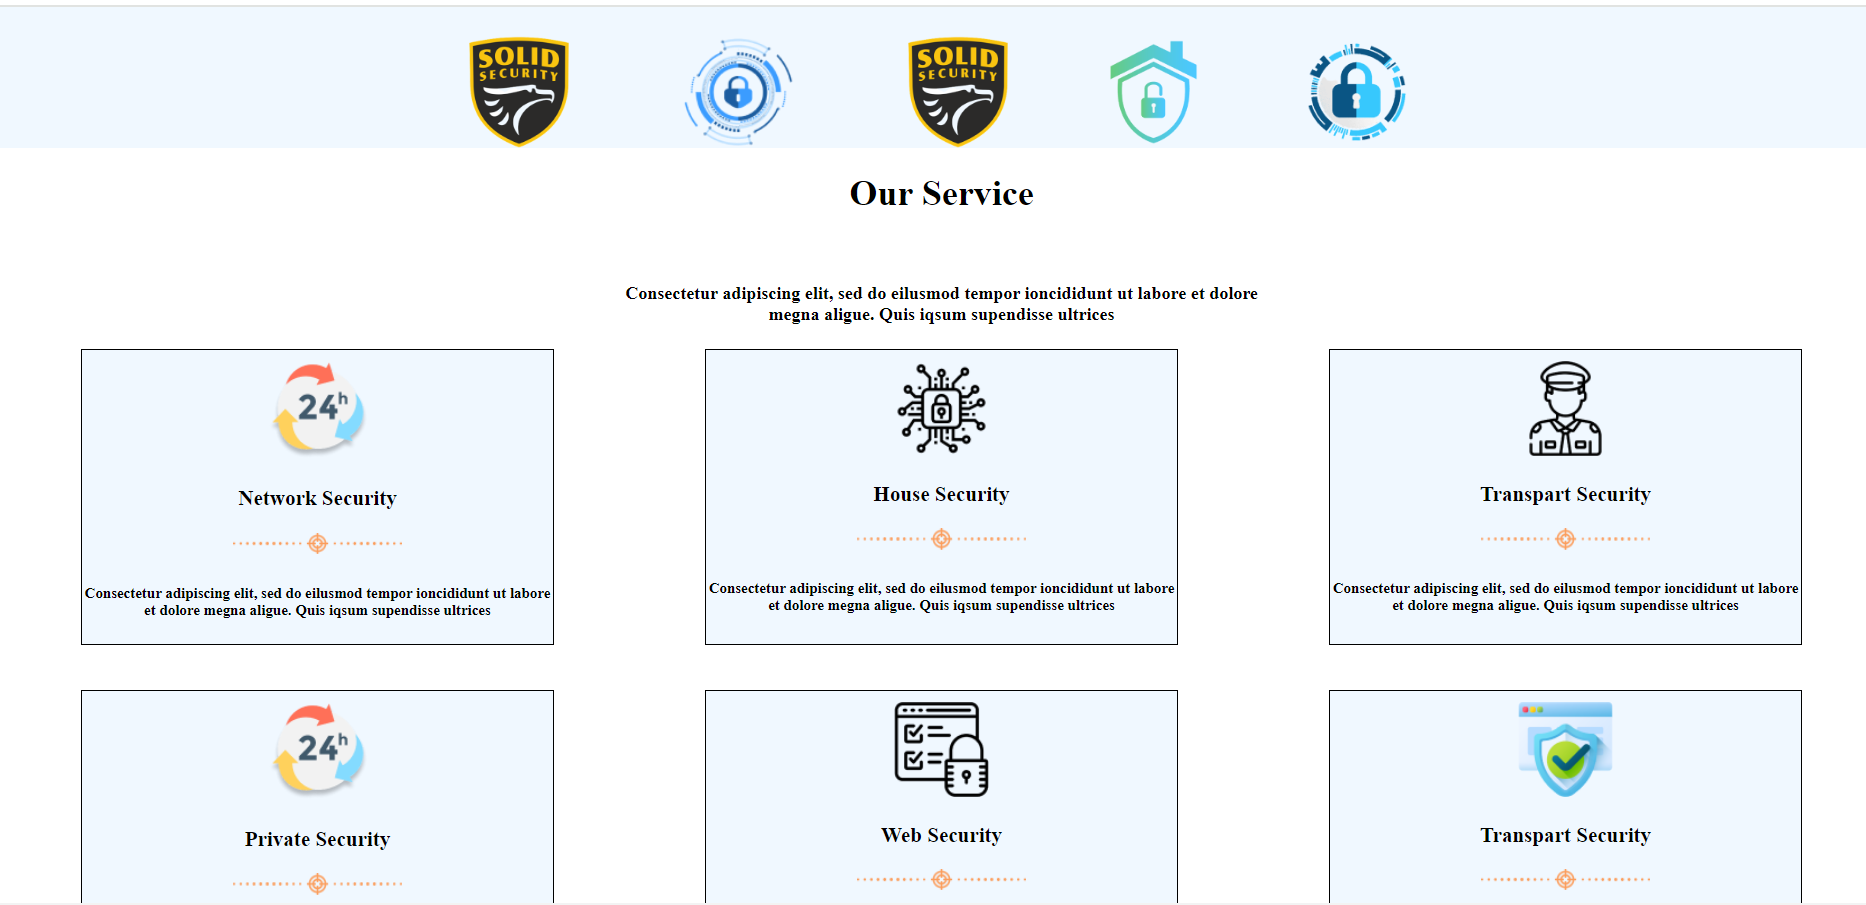 SOLID
SECURITY
SOLID
SECURITY
Our Service
Consectetur adipiscing elit, sed do eilusmod tempor ioncididunt ut labore et dolore
megna aligue. Quis iqsum supendisse ultrices
24h
Network Security
Consectetur adipiscing elit, sed do eilusmod tempor ioncididunt ut labore
et dolore megna aligue. Quis iqsum supendisse ultrices
House Security
Consectetur adipiscing elit, sed do eilusmod tempor ioncididunt ut labore
et dolore megna aligue. Quis iqsum supendisse ultrices
Transpart Security
Consectetur adipiscing elit, sed do eilusmod tempor ioncididunt ut labore
et dolore megna aligue. Quis iqsum supendisse ultrices
24h
Private Security
Web Security
Transpart Security